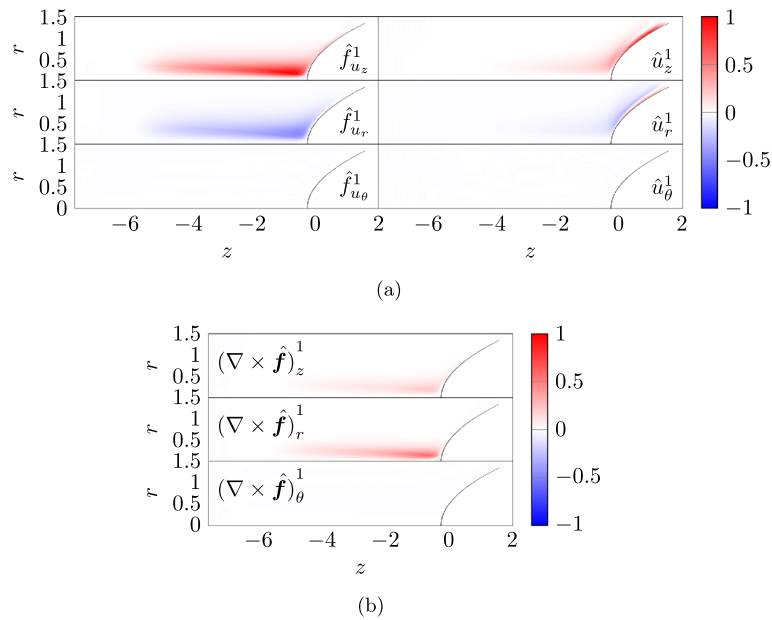 1.5
1
0.5
r
f̂¹_{u_z}
û¹_z
1.5
1
0.5
r
f̂¹_{u_r}
û¹_r
1.5
1
0.5
0
r
f̂¹_{u_θ}
û¹_θ
−6 −4 −2 0 2 −6 −4 −2 0 2
z z
1
0.5
0
−0.5
−1
(a)
1.5
1
0.5
r
(∇ × f̂)¹_z
1.5
1
0.5
r
(∇ × f̂)¹_r
1.5
1
0.5
0
r
(∇ × f̂)¹_θ
−6 −4 −2 0 2
z
1
0.5
0
−0.5
−1
(b)